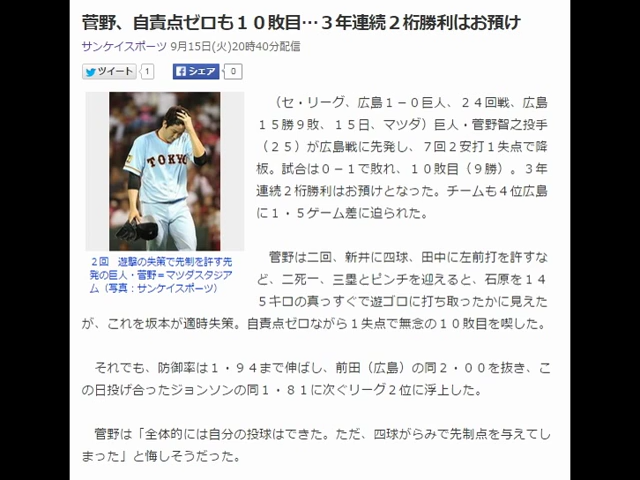 菅野、自責点ゼロも１０敗目…３年連続２桁勝利はお預け
サンケイスポーツ 9月15日(火)20時40分配信
ツイート 1 シェア 0
（セ・リーグ、広島１－０巨人、２４回戦、広島
１５勝９敗、１５日、マツダ）巨人・菅野智之投手
（２５）が広島戦に先発し、７回２安打１失点で降
板。試合は０－１で敗れ、１０敗目（９勝）。３年
連続２桁勝利はお預けとなった。チームも４位広島
に１・５ゲーム差に迫られた。
TOKYO
２回　遊撃の失策で先制を許す先
発の巨人・菅野＝マツダスタジア
ム（写真：サンケイスポーツ）
菅野は二回、新井に四球、田中に左前打を許すな
ど、二死一、三塁とピンチを迎えると、石原を１４
５キロの真っすぐで遊ゴロに打ち取ったかに見えた
が、これを坂本が適時失策。自責点ゼロながら１失点で無念の１０敗目を喫した。
それでも、防御率は１・９４まで伸ばし、前田（広島）の同２・００を抜き、こ
の日投げ合ったジョンソンの同１・８１に次ぐリーグ２位に浮上した。
菅野は「全体的には自分の投球はできた。ただ、四球がらみで先制点を与えてし
まった」と悔しそうだった。